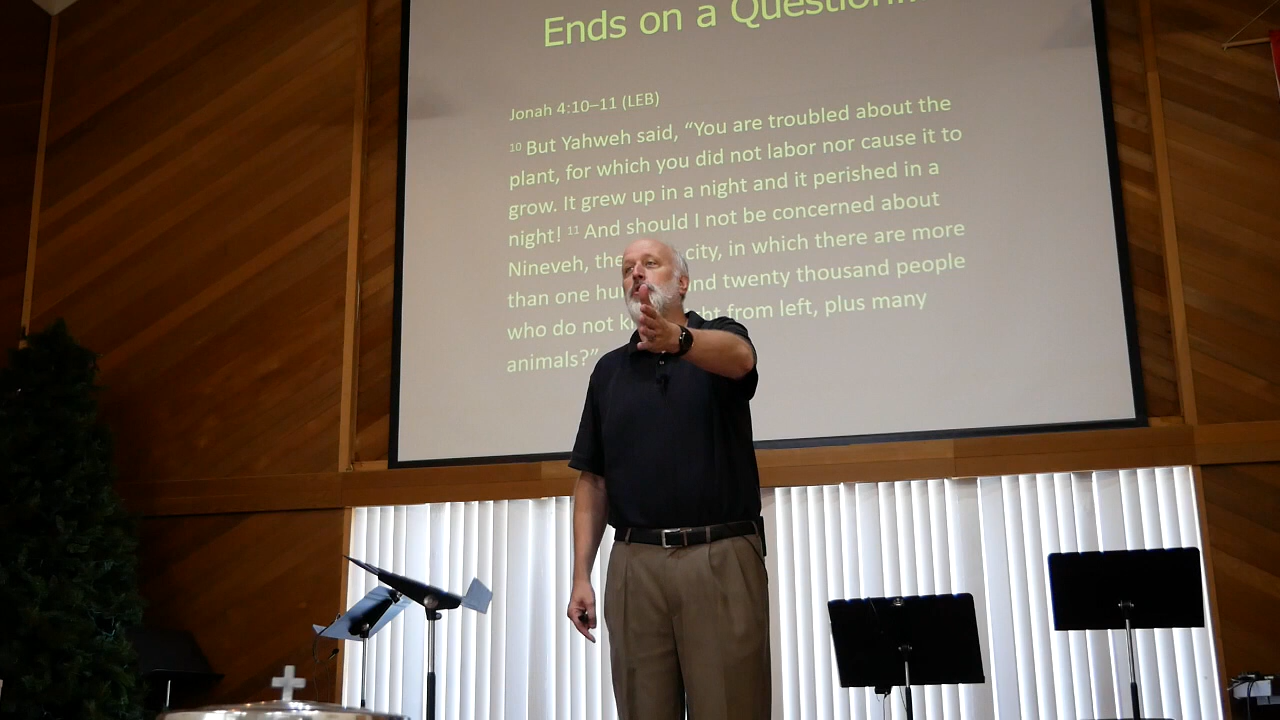 Ends on a Question...
Jonah 4:10–11 (LEB)
10 But Yahweh said, “You are troubled about the
plant, for which you did not labor nor cause it to
grow. It grew up in a night and it perished in a
night! 11 And should I not be concerned about
Nineveh, the city, in which there are more
than one hu nd twenty thousand people
who do not k ht from left, plus many
animals?”